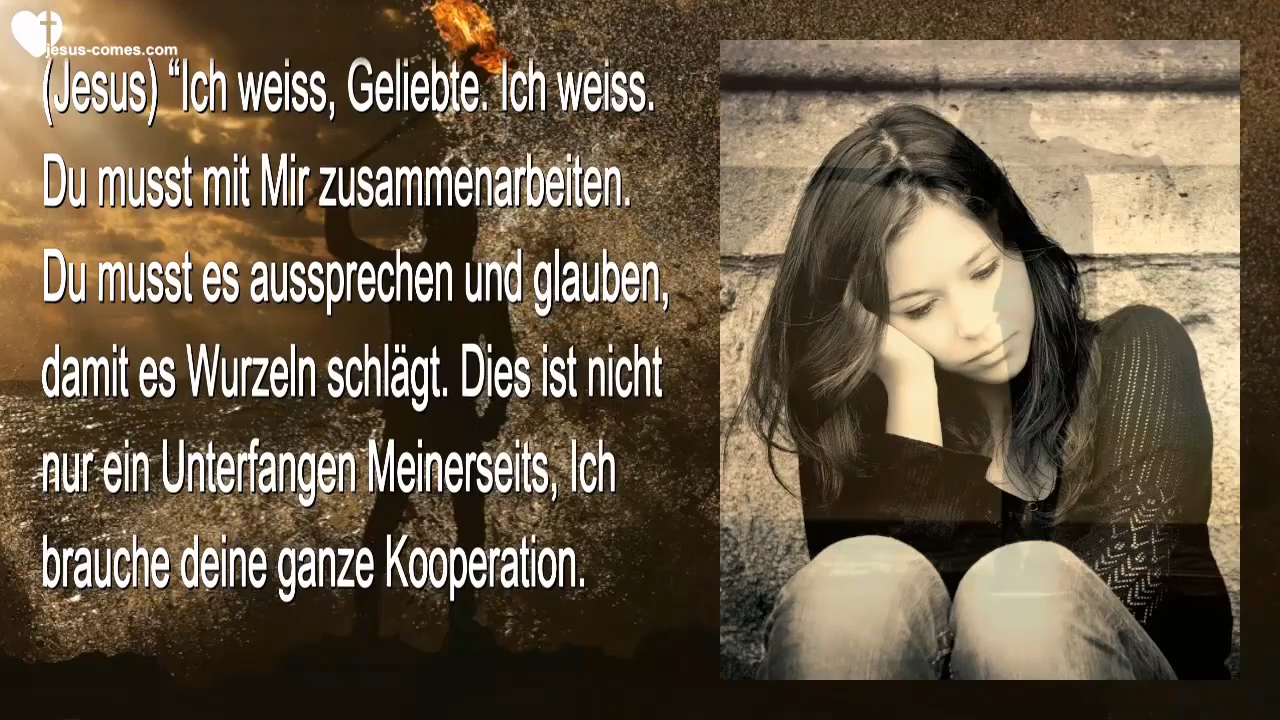 jesus-comes.com
(Jesus) “Ich weiss, Geliebte. Ich weiss.
Du musst mit Mir zusammenarbeiten.
Du musst es aussprechen und glauben,
damit es Wurzeln schlägt. Dies ist nicht
nur ein Unterfangen Meinerseits, Ich
brauche deine ganze Kooperation.